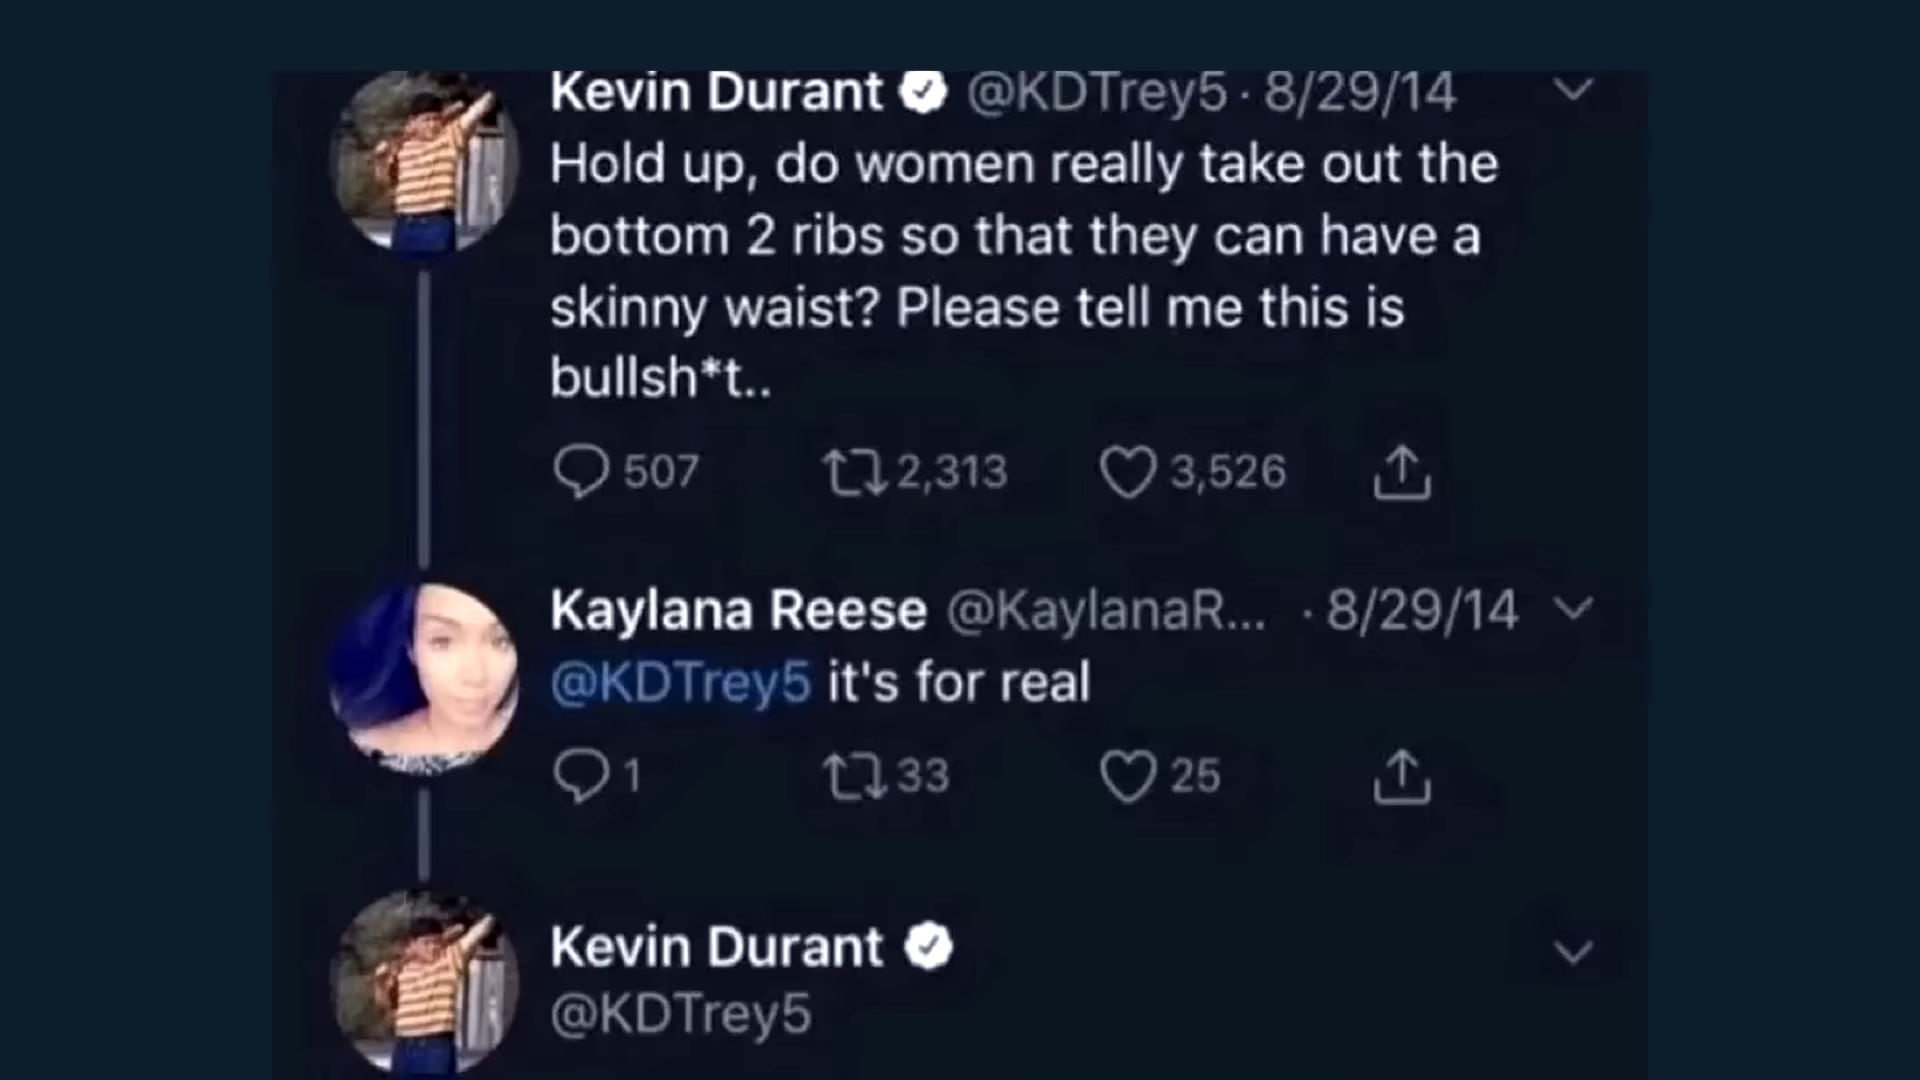 Kevin Durant @KDTrey5 · 8/29/14
Hold up, do women really take out the
bottom 2 ribs so that they can have a
skinny waist? Please tell me this is
bullsh*t..
507 2,313 3,526
Kaylana Reese @KaylanaR... · 8/29/14
@KDTrey5 it's for real
1 33 25
Kevin Durant
@KDTrey5